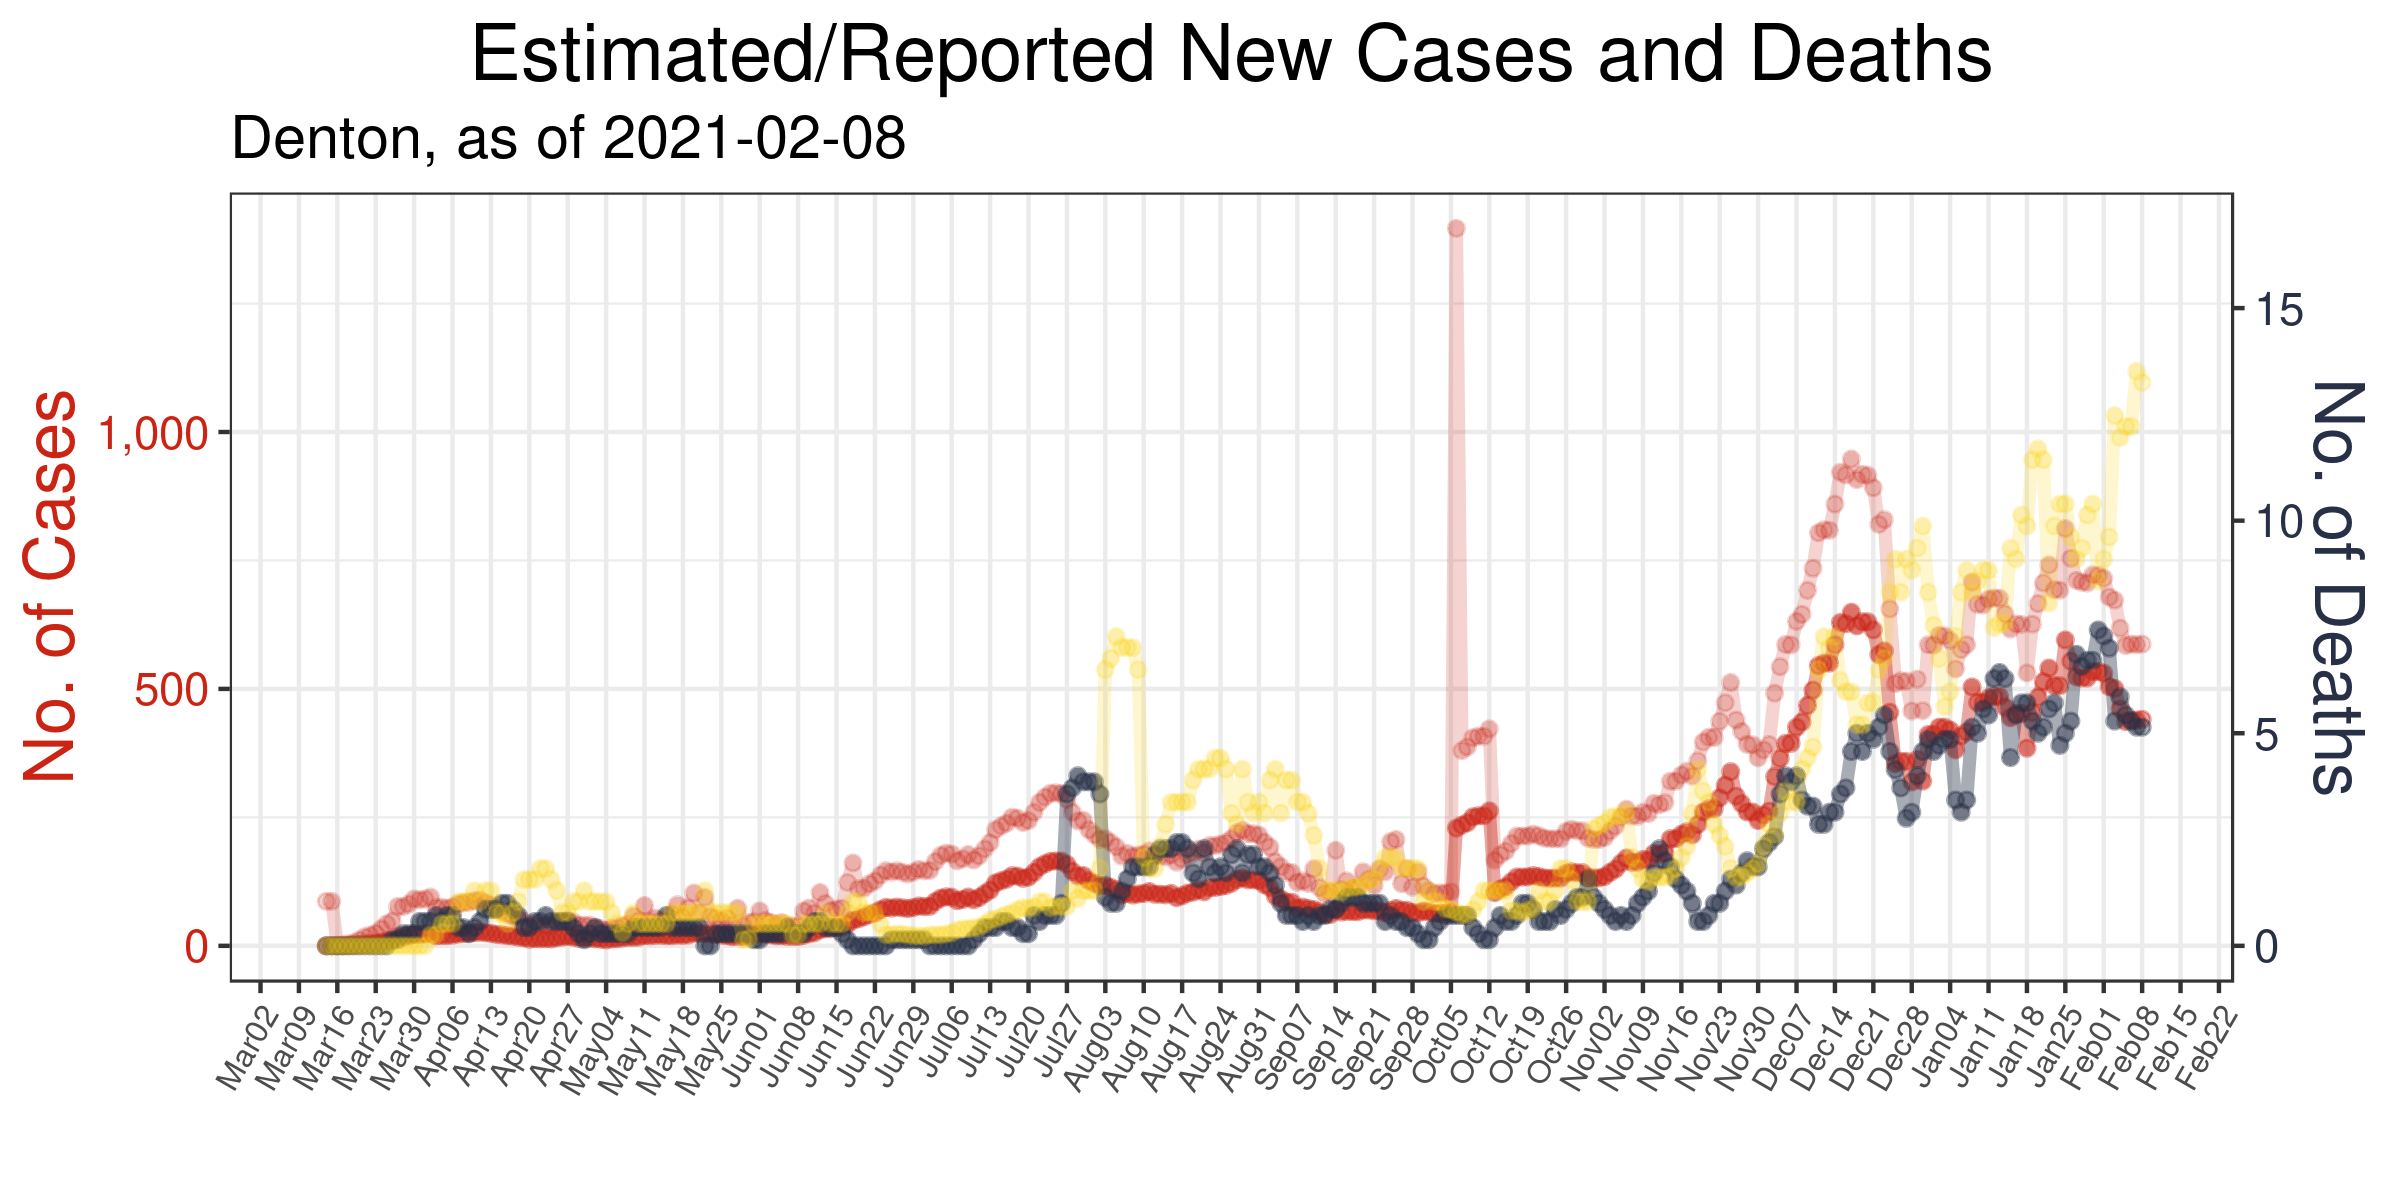 Estimated/Reported New Cases and Deaths
Denton, as of 2021-02-08
No. of Cases
1,000
500
0
15
10
5
0
No. of Deaths
Mar02 Mar09 Mar16 Mar23 Mar30 Apr06 Apr13 Apr20 Apr27 May04 May11 May18 May25 Jun01 Jun08 Jun15 Jun22 Jun29 Jul06 Jul13 Jul20 Jul27 Aug03 Aug10 Aug17 Aug24 Aug31 Sep07 Sep14 Sep21 Sep28 Oct05 Oct12 Oct19 Oct26 Nov02 Nov09 Nov16 Nov23 Nov30 Dec07 Dec14 Dec21 Dec28 Jan04 Jan11 Jan18 Jan25 Feb01 Feb08 Feb15 Feb22